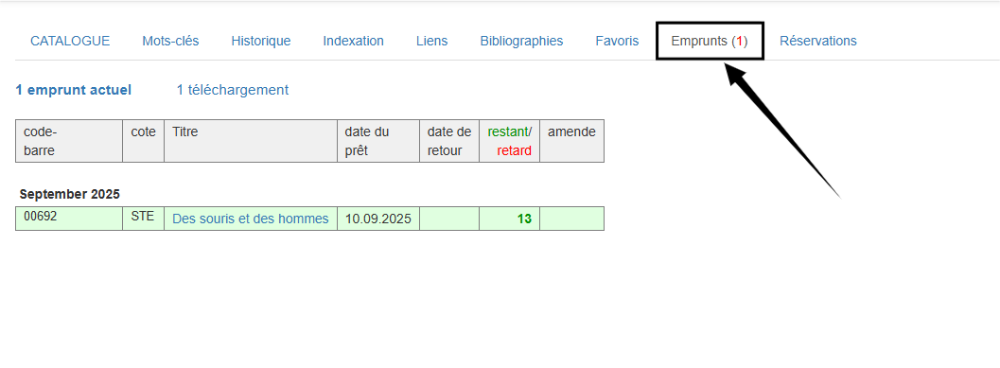 CATALOGUE Mots-clés Historique Indexation Liens Bibliographies Favoris Emprunts (1) Réservations
1 emprunt actuel 1 téléchargement
code-barre cote Titre date du prêt date de retour restant/retard amende
September 2025
00692 STE Des souris et des hommes 10.09.2025 13